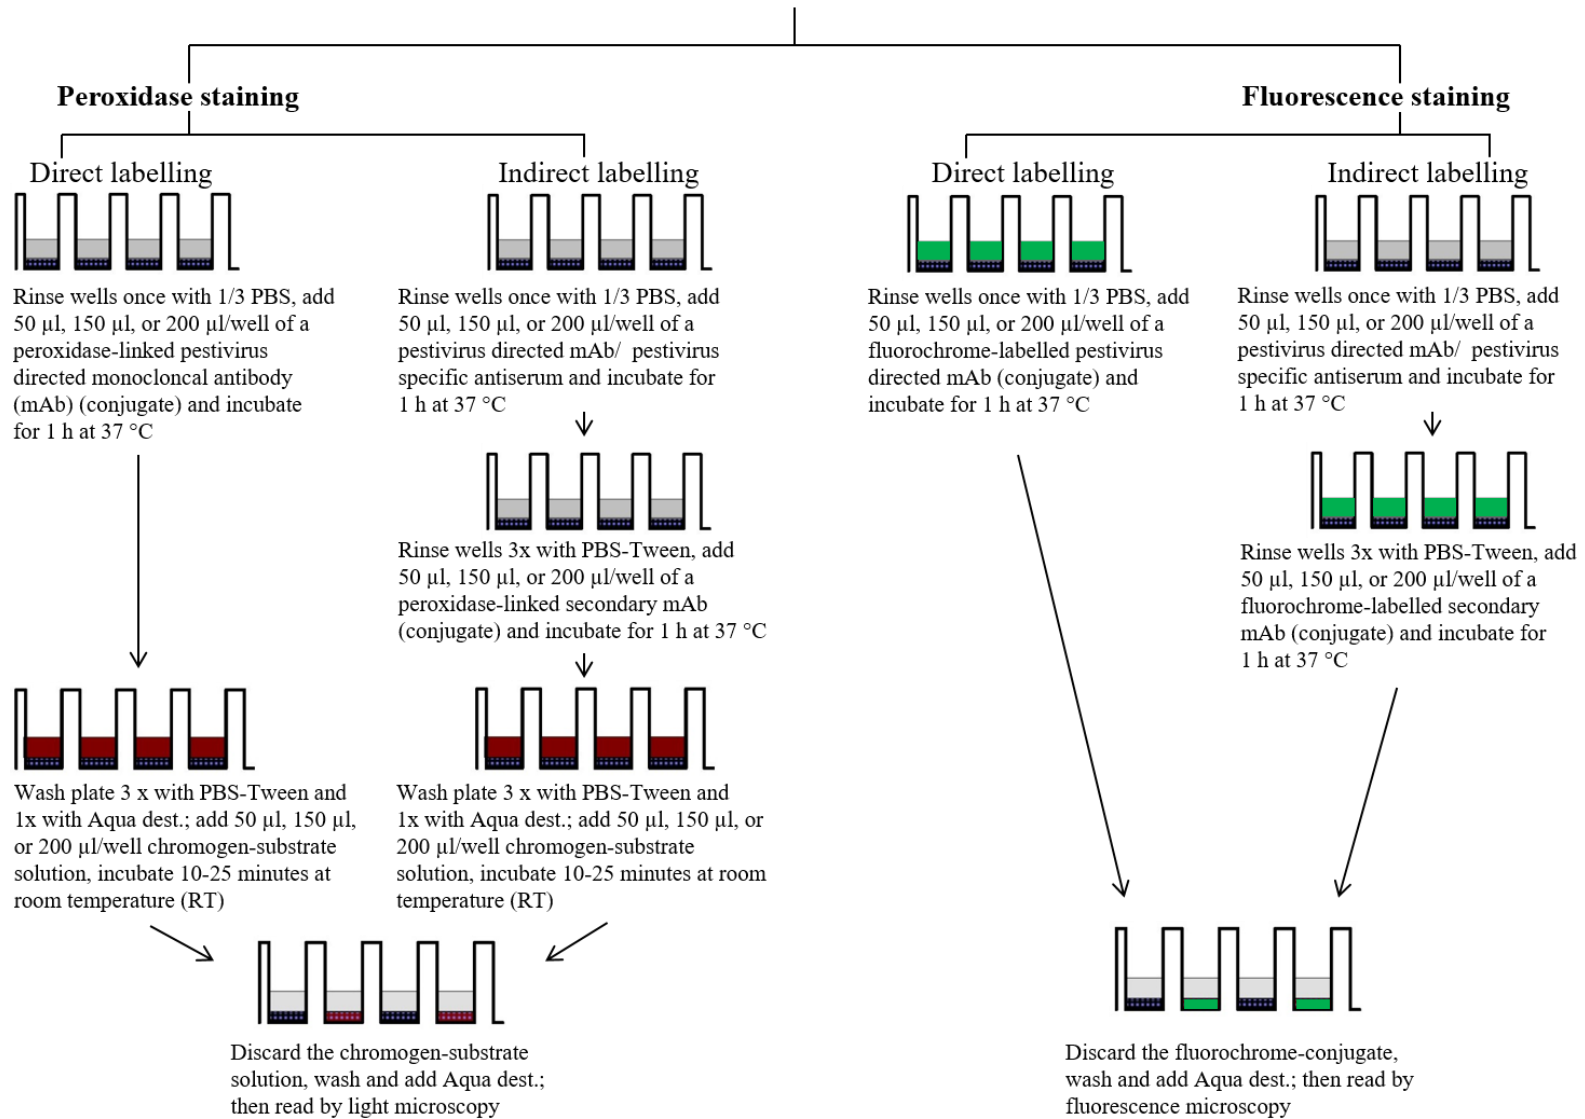 Peroxidase staining
Fluorescence staining
Direct labelling
Indirect labelling
Direct labelling
Indirect labelling
Rinse wells once with 1/3 PBS, add
50 µl, 150 µl, or 200 µl/well of a
peroxidase-linked pestivirus
directed monocloncal antibody
(mAb) (conjugate) and incubate
for 1 h at 37 °C
Rinse wells once with 1/3 PBS, add
50 µl, 150 µl, or 200 µl/well of a
pestivirus directed mAb/ pestivirus
specific antiserum and incubate for
1 h at 37 °C
Rinse wells once with 1/3 PBS, add
50 µl, 150 µl, or 200 µl/well of a
fluorochrome-labelled pestivirus
directed mAb (conjugate) and
incubate for 1 h at 37 °C
Rinse wells once with 1/3 PBS, add
50 µl, 150 µl, or 200 µl/well of a
pestivirus directed mAb/ pestivirus
specific antiserum and incubate for
1 h at 37 °C
Rinse wells 3x with PBS-Tween, add
50 µl, 150 µl, or 200 µl/well of a
peroxidase-linked secondary mAb
(conjugate) and incubate for 1 h at 37 °C
Rinse wells 3x with PBS-Tween, add
50 µl, 150 µl, or 200 µl/well of a
fluorochrome-labelled secondary
mAb (conjugate) and incubate for
1 h at 37 °C
Wash plate 3 x with PBS-Tween and
1x with Aqua dest.; add 50 µl, 150 µl,
or 200 µl/well chromogen-substrate
solution, incubate 10-25 minutes at
room temperature (RT)
Wash plate 3 x with PBS-Tween and
1x with Aqua dest.; add 50 µl, 150 µl, or
200 µl/well chromogen-substrate
solution, incubate 10-25 minutes at room
temperature (RT)
Discard the chromogen-substrate
solution, wash and add Aqua dest.;
then read by light microscopy
Discard the fluorochrome-conjugate,
wash and add Aqua dest.; then read by
fluorescence microscopy